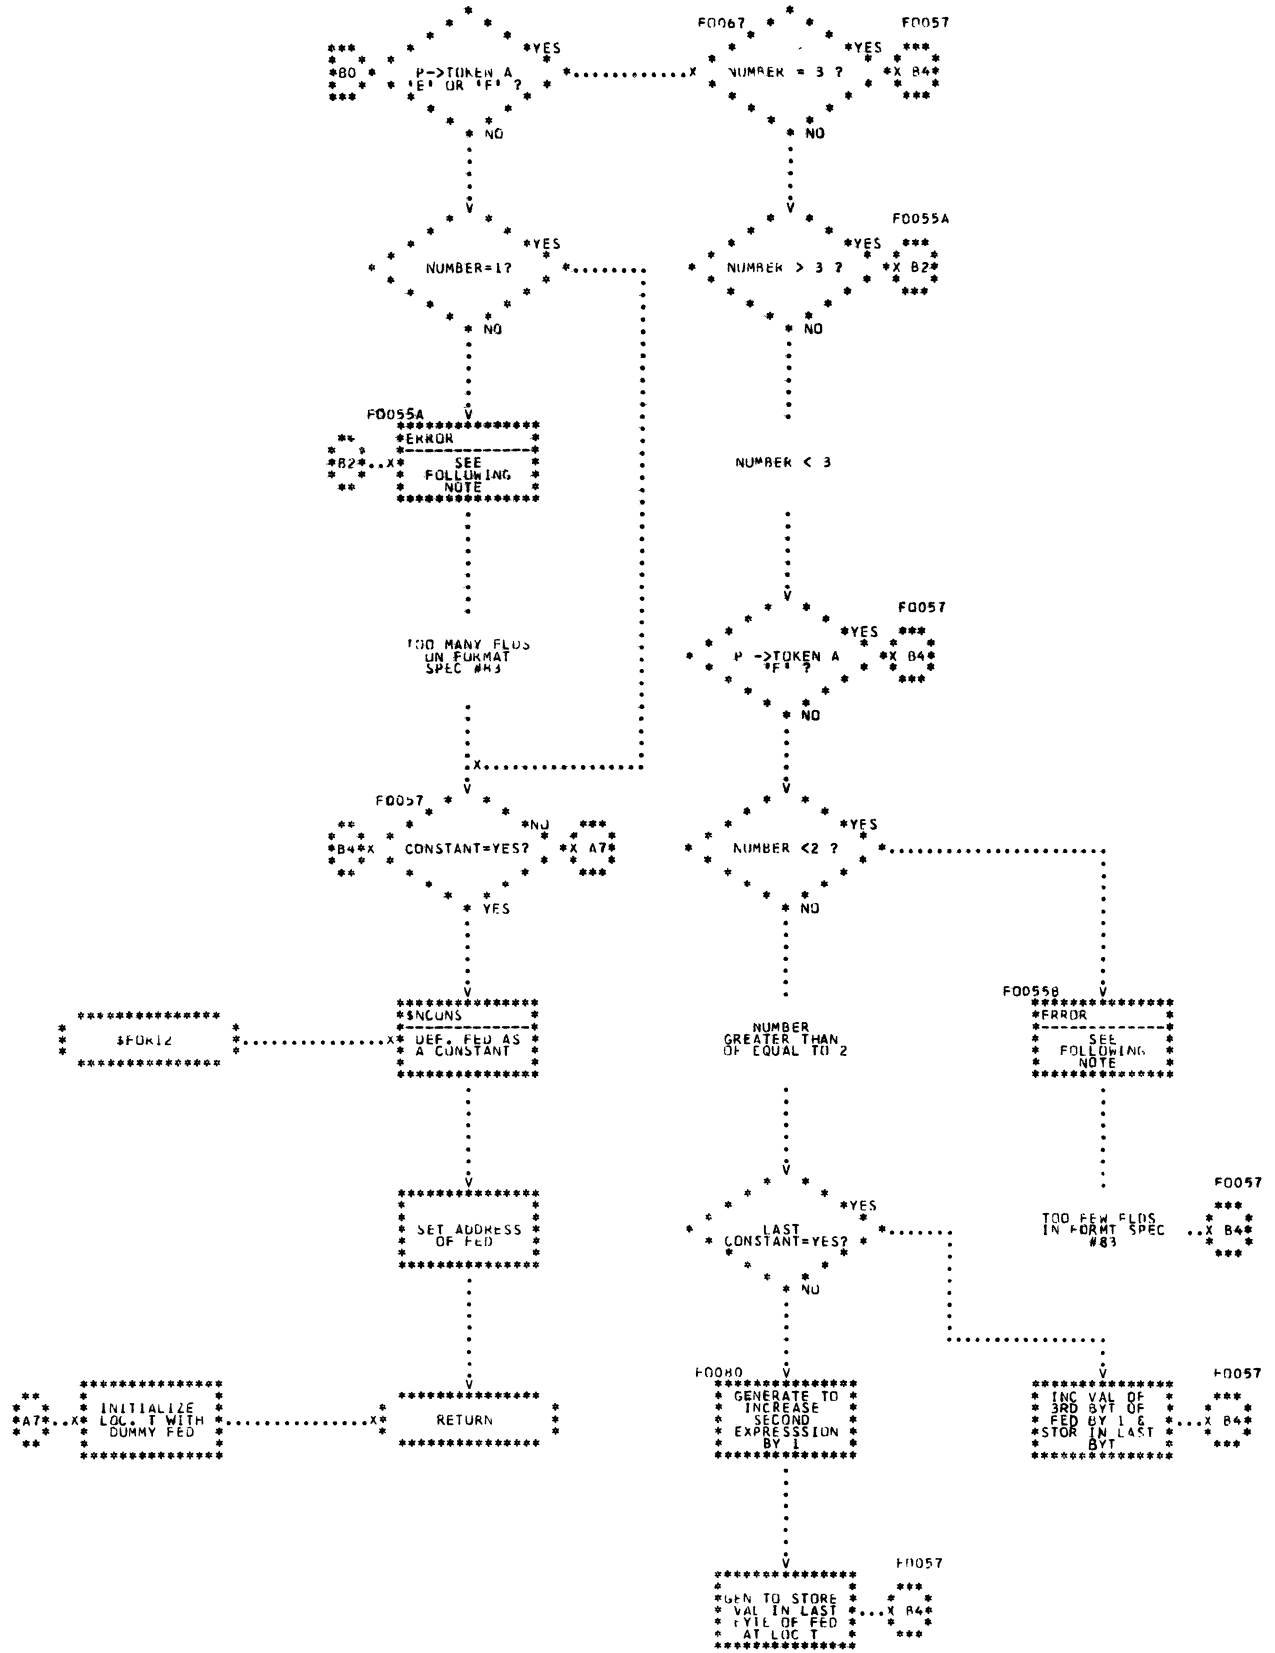 F0067
F0057
YES
YES
B0
P->TOKEN A
'E' OR 'F' ?
NUMBER = 3 ?
B4
NO
NO
F0055A
YES
YES
NUMBER=1?
NUMBER > 3 ?
B2
NO
NO
F0055A
ERROR
B2
SEE
FOLLOWING
NOTE
NUMBER < 3
F0057
YES
TOO MANY FLDS
ON FORMAT
SPEC #83
P ->TOKEN A
'F' ?
B4
NO
F0057
NO
YES
B4
CONSTANT=YES?
A7
NUMBER <2 ?
YES
NO
F0055B
$NCONS
ERROR
$FOR12
DEF. FED AS
A CONSTANT
NUMBER
GREATER THAN
OF EQUAL TO 2
SEE
FOLLOWING
NOTE
F0057
YES
SET ADDRESS
OF FED
LAST
CONSTANT=YES?
TOO FEW FLDS
IN FORMT SPEC
#83
B4
NO
F0080
F0057
A7
INITIALIZE
LOC. T WITH
DUMMY FED
RETURN
GENERATE TO
INCREASE
SECOND
EXPRESSSION
BY 1
INC VAL OF
3RD BYT OF
FED BY 1 &
STOR IN LAST
BYT
B4
F0057
GEN TO STORE
VAL IN LAST
BYTE OF FED
AT LOC T
B4